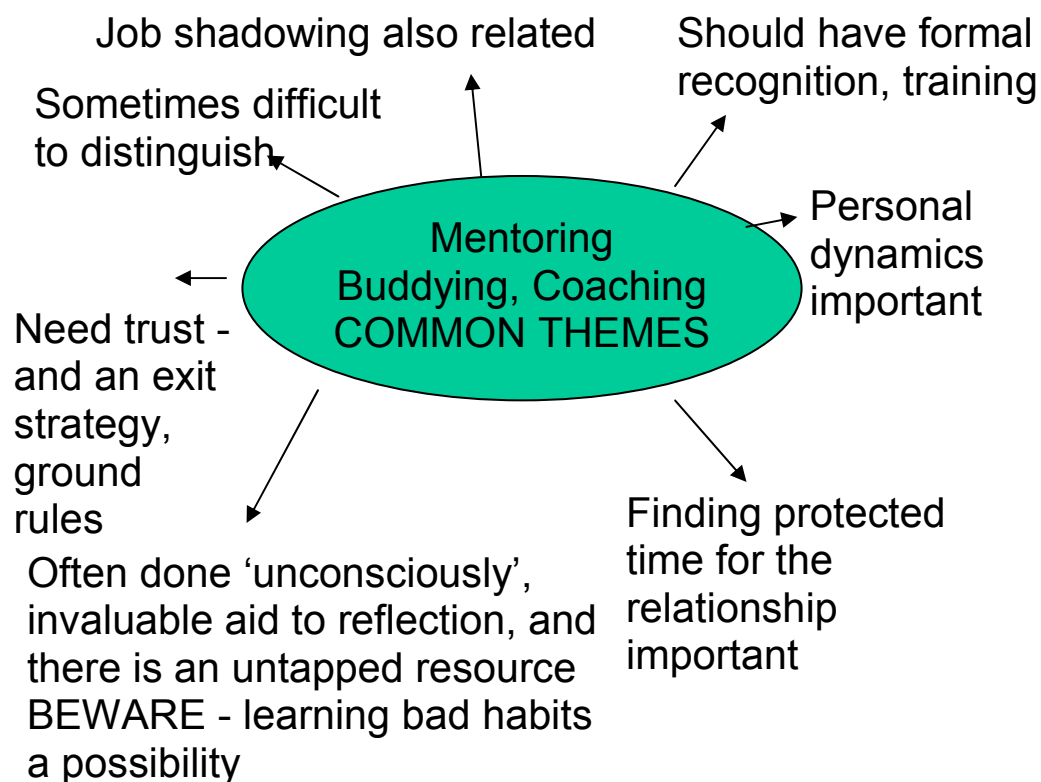 Job shadowing also related
Should have formal
recognition, training
Sometimes difficult
to distinguish
Personal
dynamics
important
Mentoring
Buddying, Coaching
COMMON THEMES
Need trust -
and an exit
strategy,
ground
rules
Finding protected
time for the
relationship
important
Often done ‘unconsciously’,
invaluable aid to reflection, and
there is an untapped resource
BEWARE - learning bad habits
a possibility